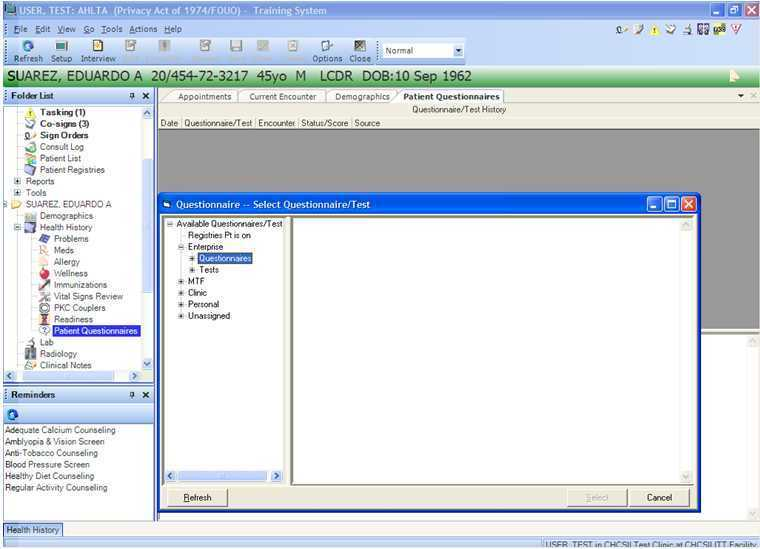 USER, TEST: AHLTA (Privacy Act of 1974/FOUO) - Training System
File Edit View Go Tools Actions Help
Refresh Setup Interview Options Close Normal
SUAREZ, EDUARDO A 20/454-72-3217 45yo M LCDR DOB:10 Sep 1962
Folder List
Appointments Current Encounter Demographics Patient Questionnaires
Questionnaire/Test History
Date Questionnaire/Test Encounter Status/Score Source
Tasking (1)
Co-signs (3)
Sign Orders
Consult Log
Patient List
Patient Registries
Reports
Tools
SUAREZ, EDUARDO A
Demographics
Health History
Problems
Meds
Allergy
Wellness
Immunizations
Vital Signs Review
PKC Couplers
Readiness
Patient Questionnaires
Lab
Radiology
Clinical Notes
Reminders
Adequate Calcium Counseling
Amblyopia & Vision Screen
Anti-Tobacco Counseling
Blood Pressure Screen
Healthy Diet Counseling
Regular Activity Counseling
Questionnaire -- Select Questionnaire/Test
Available Questionnaires/Test
Registries Pt is on
Enterprise
Questionnaires
Tests
MTF
Clinic
Personal
Unassigned
Refresh Select Cancel
Health History
USER, TEST in CHCSII Test Clinic at CHCSIITT Facility